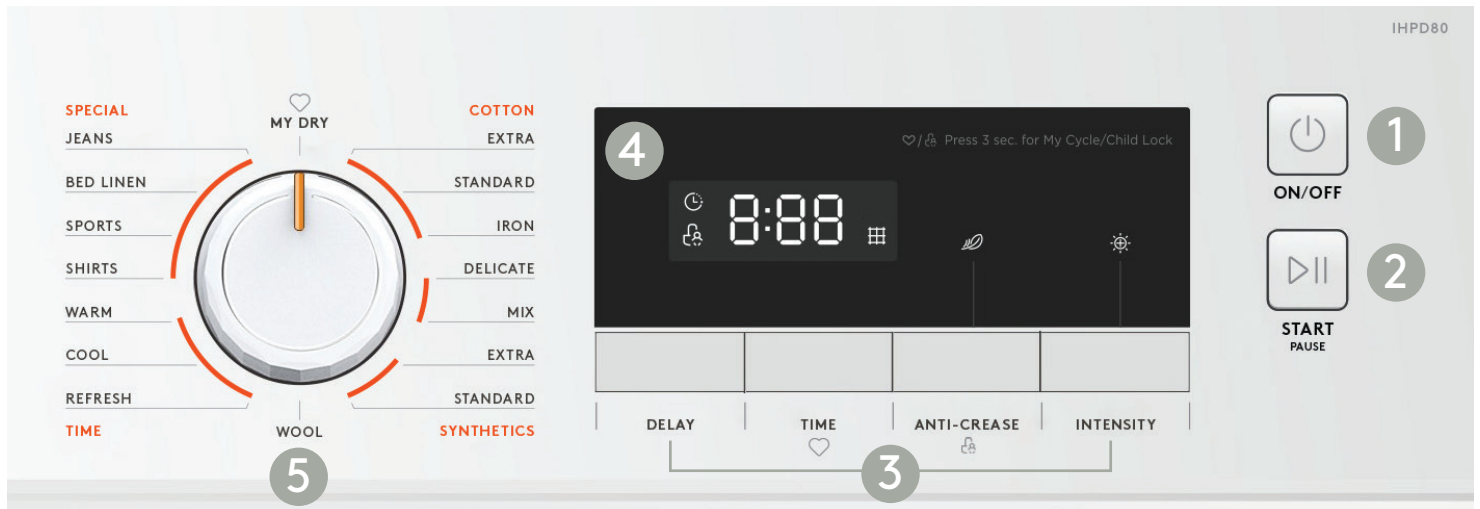 IHPD80
SPECIAL
JEANS
BED LINEN
SPORTS
SHIRTS
WARM
COOL
REFRESH
TIME
MY DRY
COTTON
EXTRA
STANDARD
IRON
DELICATE
MIX
EXTRA
STANDARD
SYNTHETICS
WOOL
5
4
/ Press 3 sec. for My Cycle/Child Lock
8:88
DELAY
TIME
ANTI-CREASE
INTENSITY
3
1
ON/OFF
2
START
PAUSE